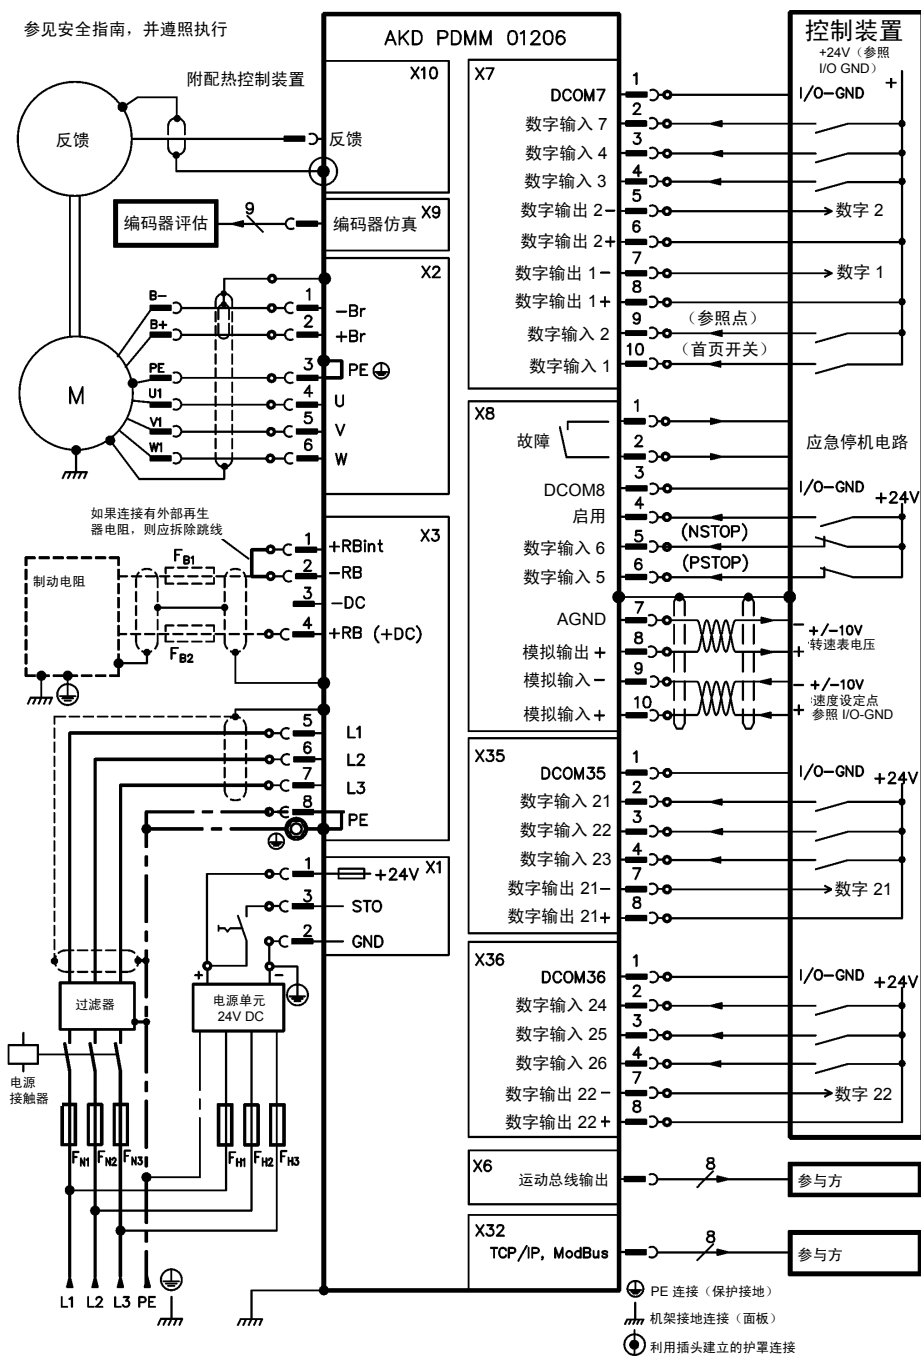 参见安全指南，并遵照执行
AKD PDMM 01206
控制装置
+24V（参照
I/O GND）
+
附配热控制装置
X10
反馈
反馈
编码器评估
9
编码器仿真
X9
X2
B-
1
-Br
B+
2
+Br
PE
3
PE
U1
4
U
V1
5
V
W1
6
W
M
如果连接有外部再生
器电阻，则应拆除跳线
X3
1
+RBint
2
-RB
3
-DC
4
+RB (+DC)
制动电阻
FB1
FB2
5
L1
6
L2
7
L3
8
PE
X1
1
+24V
3
STO
2
GND
+
-
过滤器
电源单元
24V DC
电源
接触器
FN1
FN2
FN3
FH1
FH2
FH3
L1
L2
L3
PE
X7
DCOM7
1
I/O-GND
数字输入 7
2
数字输入 4
3
数字输入 3
4
数字输出 2-
5
数字 2
数字输出 2+
6
数字输出 1-
7
数字 1
数字输出 1+
8
数字输入 2
9
（参照点）
数字输入 1
10
（首页开关）
X8
故障
1
2
应急停机电路
DCOM8
3
I/O-GND
+24V
启用
4
数字输入 6
5
(NSTOP)
数字输入 5
6
(PSTOP)
AGND
7
模拟输出 +
8
- +/-10V
转速表电压
+
模拟输入-
9
模拟输入+
10
- +/-10V
速度设定点
+
参照 I/O-GND
X35
DCOM35
1
I/O-GND
+24V
数字输入 21
2
数字输入 22
3
数字输入 23
4
数字输出 21-
7
数字 21
数字输出 21+
8
X36
DCOM36
1
I/O-GND
+24V
数字输入 24
2
数字输入 25
3
数字输入 26
4
数字输出 22 -
7
数字 22
数字输出 22 +
8
X6
运动总线输出
8
参与方
X32
TCP/IP, ModBus
8
参与方
PE 连接（保护接地）
机架接地连接（面板）
利用插头建立的护罩连接